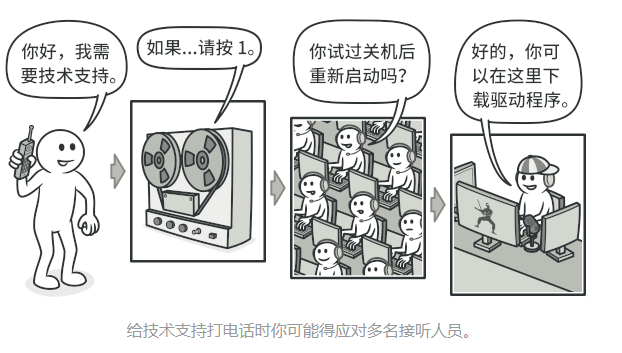 你好，我需
要技术支持。
如果...请按 1。
你试过关机后
重新启动吗？
好的，你可
以在这里下
载驱动程序。
给技术支持打电话时你可能得应对多名接听人员。